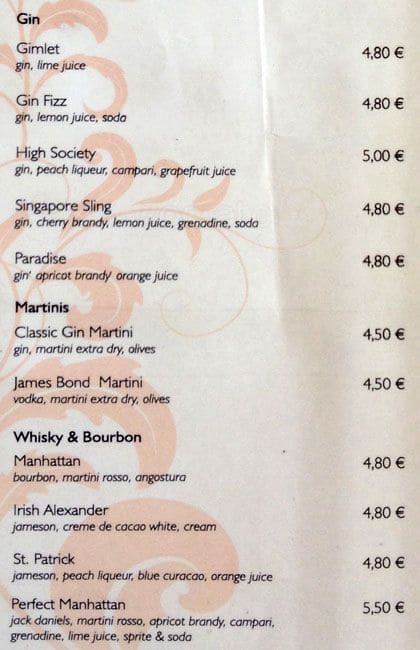 Gin
Gimlet 4,80 €
gin, lime juice
Gin Fizz 4,80 €
gin, lemon juice, soda
High Society 5,00 €
gin, peach liqueur, campari, grapefruit juice
Singapore Sling 4,80 €
gin, cherry brandy, lemon juice, grenadine, soda
Paradise 4,80 €
gin' apricot brandy orange juice
Martinis
Classic Gin Martini 4,50 €
gin, martini extra dry, olives
James Bond Martini 4,50 €
vodka, martini extra dry, olives
Whisky & Bourbon
Manhattan 4,80 €
bourbon, martini rosso, angostura
Irish Alexander 4,80 €
jameson, creme de cacao white, cream
St. Patrick 4,80 €
jameson, peach liqueur, blue curacao, orange juice
Perfect Manhattan 5,50 €
jack daniels, martini rosso, apricot brandy, campari,
grenadine, lime juice, sprite & soda